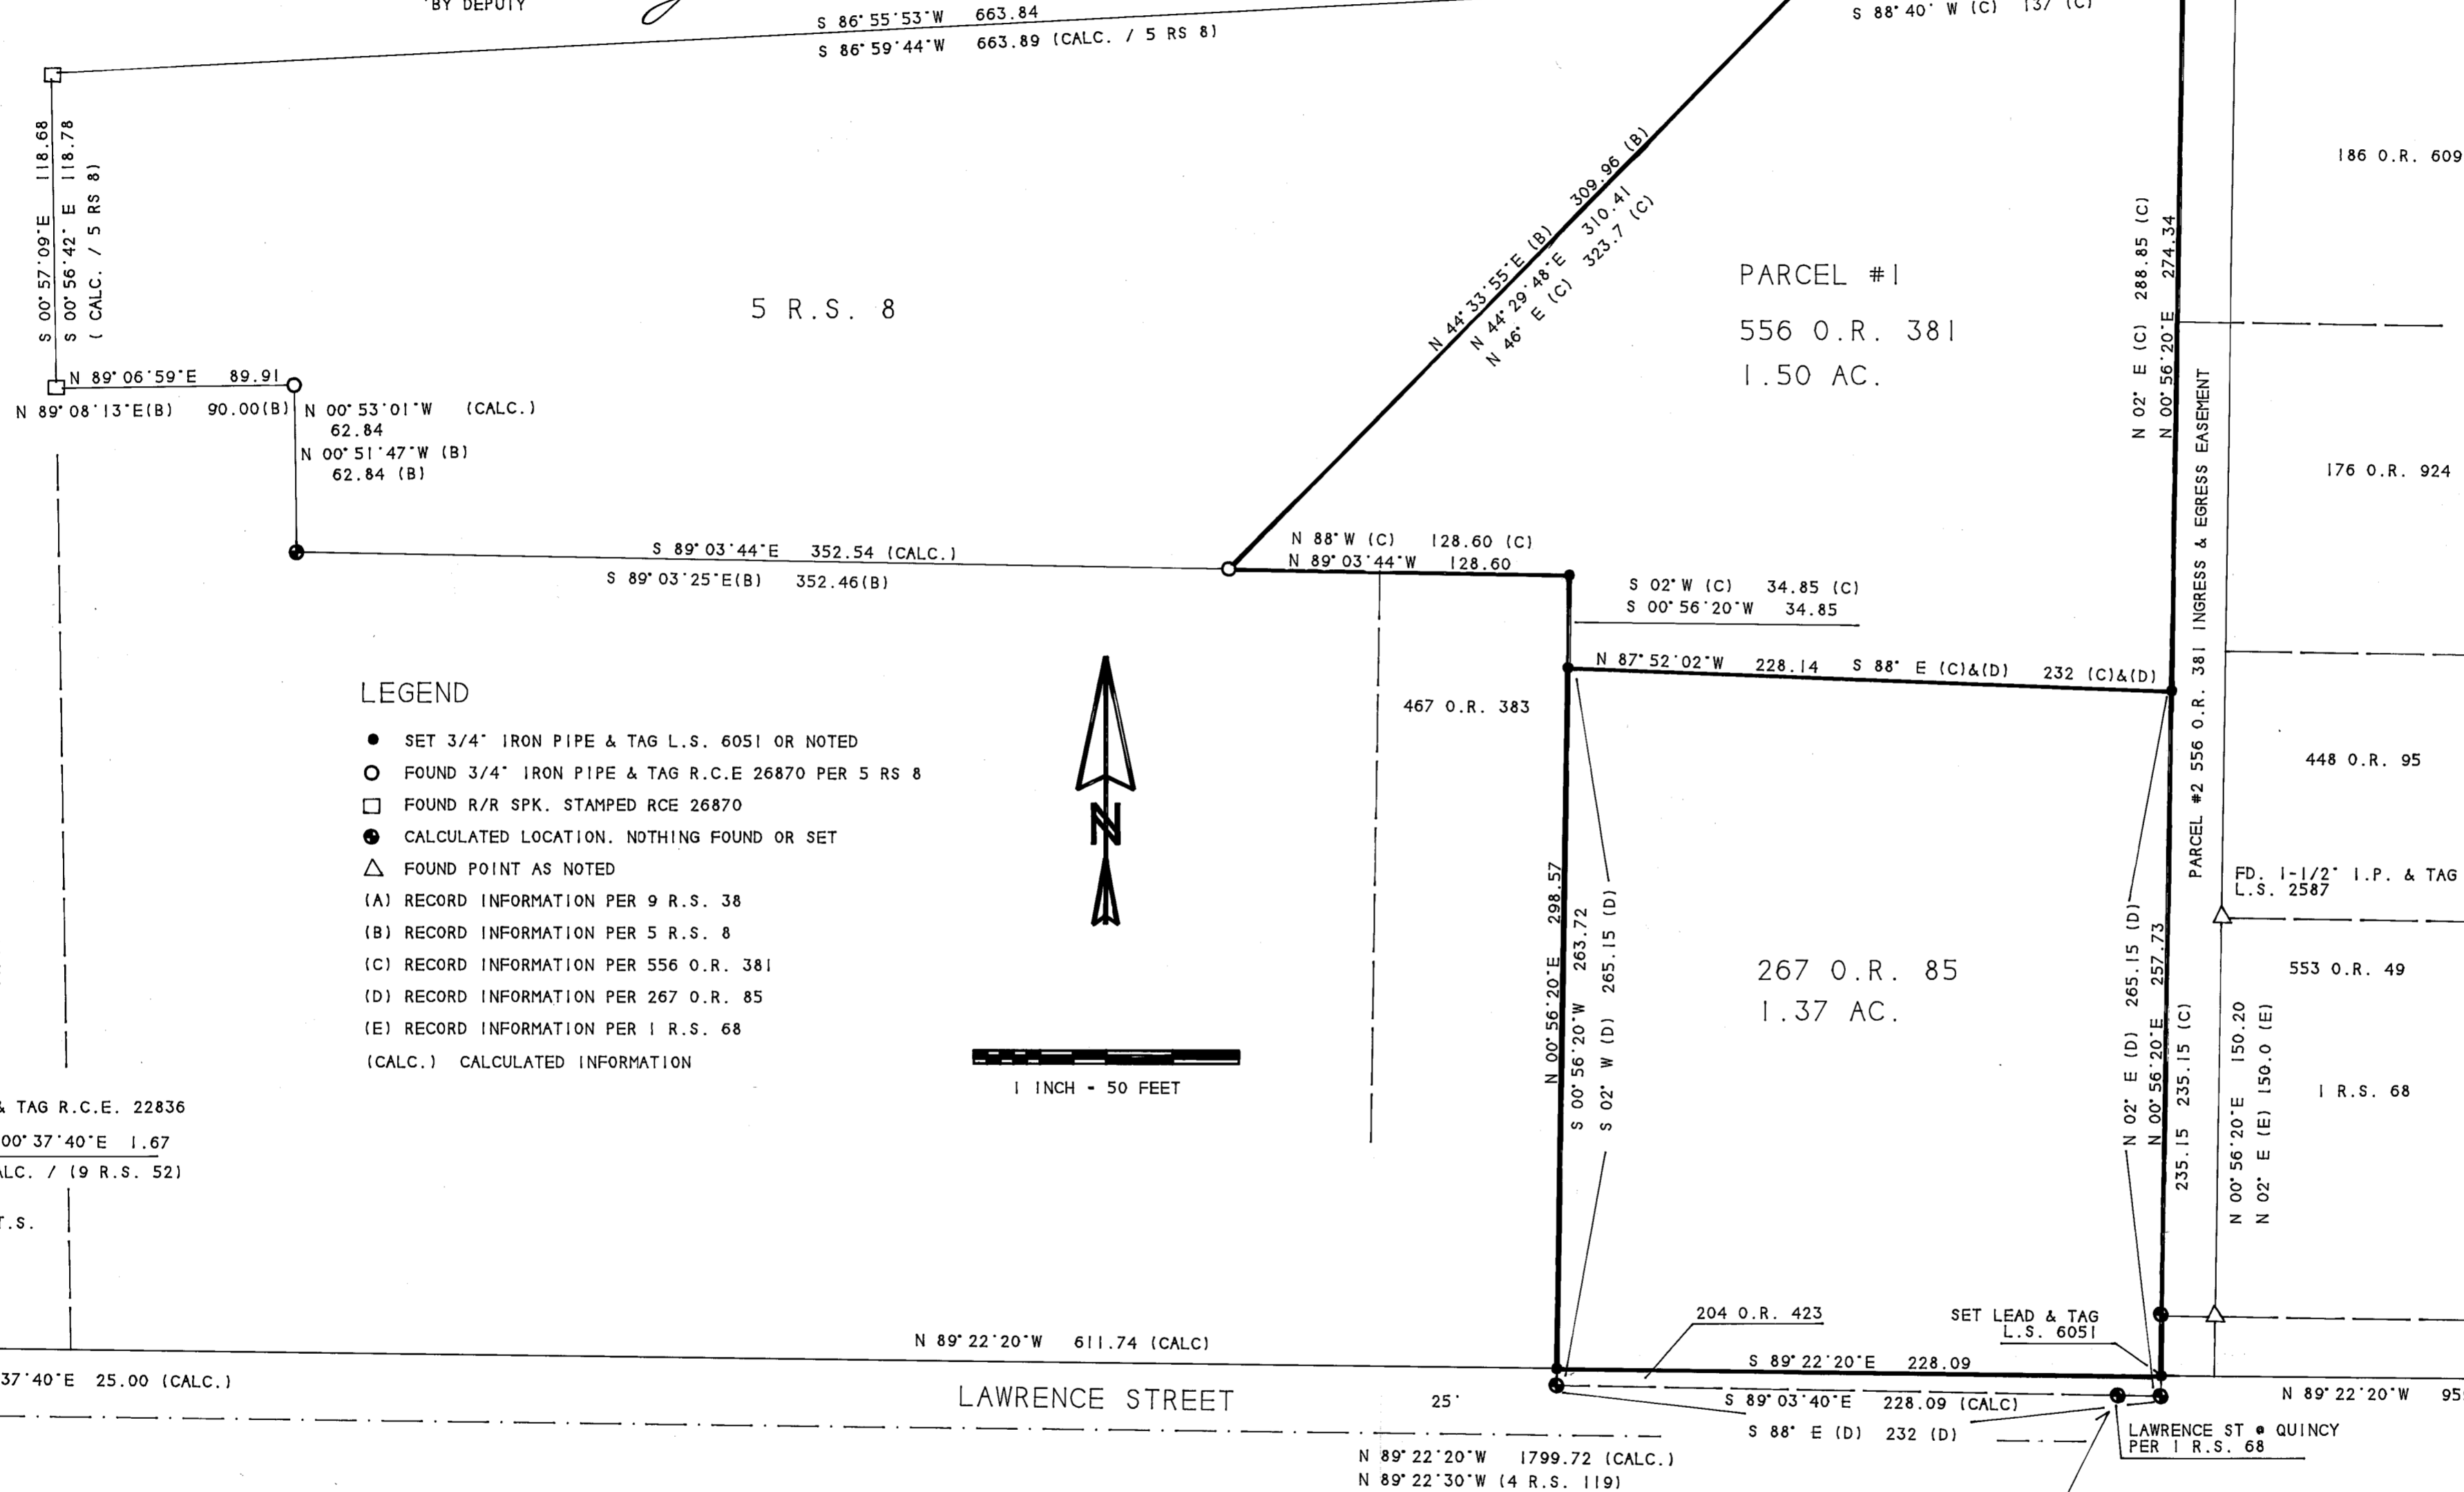 BY DEPUTY
S 86°55'53"W 663.84
S 86°59'44"W 663.89 (CALC. / 5 RS 8)
S 88°40' W (C) 137 (C)
S 00°57'09"E 118.68
S 00°56'42" E 118.78
( CALC. / 5 RS 8)
N 89°06'59"E 89.91
N 89°08'13"E(B) 90.00(B)
N 00°53'01"W (CALC.)
62.84
N 00°51'47"W (B)
62.84 (B)
5 R.S. 8
N 44°33'55"E (B) 309.96 (B)
N 44°29'48"E 310.41
N 46° E (C) 323.7 (C)
PARCEL #1
556 O.R. 381
1.50 AC.
N 02° E (C) 288.85 (C)
N 00°56'20"E 274.34
PARCEL #2 556 O.R. 381 INGRESS & EGRESS EASEMENT
186 O.R. 609
176 O.R. 924
448 O.R. 95
FD. 1-1/2" I.P. & TAG
L.S. 2587
553 O.R. 49
1 R.S. 68
S 89°03'44"E 352.54 (CALC.)
S 89°03'25"E(B) 352.46(B)
N 88°W (C) 128.60 (C)
N 89°03'44"W 128.60
S 02°W (C) 34.85 (C)
S 00°56'20"W 34.85
N 87°52'02"W 228.14 S 88° E (C)&(D) 232 (C)&(D)
467 O.R. 383
LEGEND
SET 3/4" IRON PIPE & TAG L.S. 6051 OR NOTED
FOUND 3/4" IRON PIPE & TAG R.C.E 26870 PER 5 RS 8
FOUND R/R SPK. STAMPED RCE 26870
CALCULATED LOCATION. NOTHING FOUND OR SET
FOUND POINT AS NOTED
(A) RECORD INFORMATION PER 9 R.S. 38
(B) RECORD INFORMATION PER 5 R.S. 8
(C) RECORD INFORMATION PER 556 O.R. 381
(D) RECORD INFORMATION PER 267 O.R. 85
(E) RECORD INFORMATION PER 1 R.S. 68
(CALC.) CALCULATED INFORMATION
N
1 INCH - 50 FEET
N 00°56'20"E 298.57
S 00°56'20"W 263.72
S 02° W (D) 265.15 (D)
267 O.R. 85
1.37 AC.
N 02° E (D) 265.15 (D)
N 00°56'20"E 257.73
235.15 235.15 (C)
N 00°56'20"E 150.20
N 02° E (E) 150.0 (E)
& TAG R.C.E. 22836
00°37'40"E 1.67
ALC. / (9 R.S. 52)
T.S.
204 O.R. 423
SET LEAD & TAG
L.S. 6051
N 89°22'20"W 611.74 (CALC)
S 89°22'20"E 228.09
37'40"E 25.00 (CALC.)
LAWRENCE STREET
25'
S 89°03'40"E 228.09 (CALC)
S 88° E (D) 232 (D)
N 89°22'20"W 95
LAWRENCE ST @ QUINCY
PER 1 R.S. 68
N 89°22'20"W 1799.72 (CALC.)
N 89°22'30"W (4 R.S. 119)